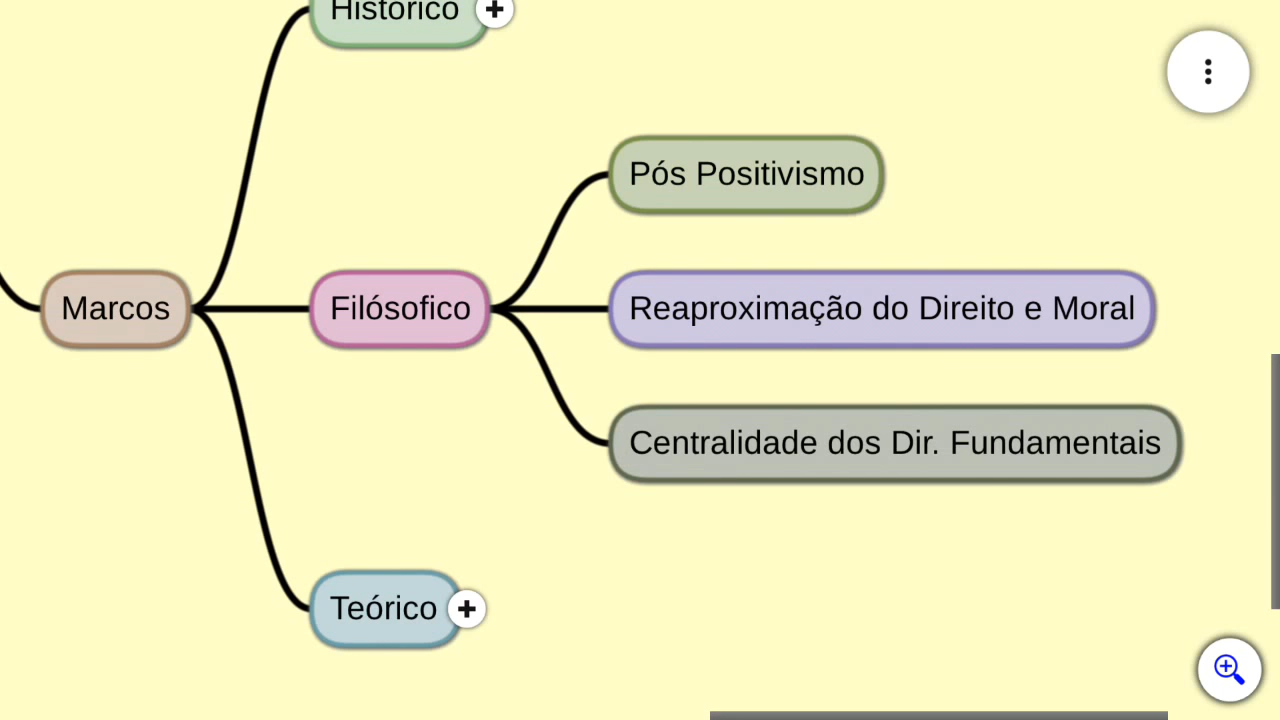 Histórico
Pós Positivismo
Marcos
Filósofico
Reaproximação do Direito e Moral
Centralidade dos Dir. Fundamentais
Teórico